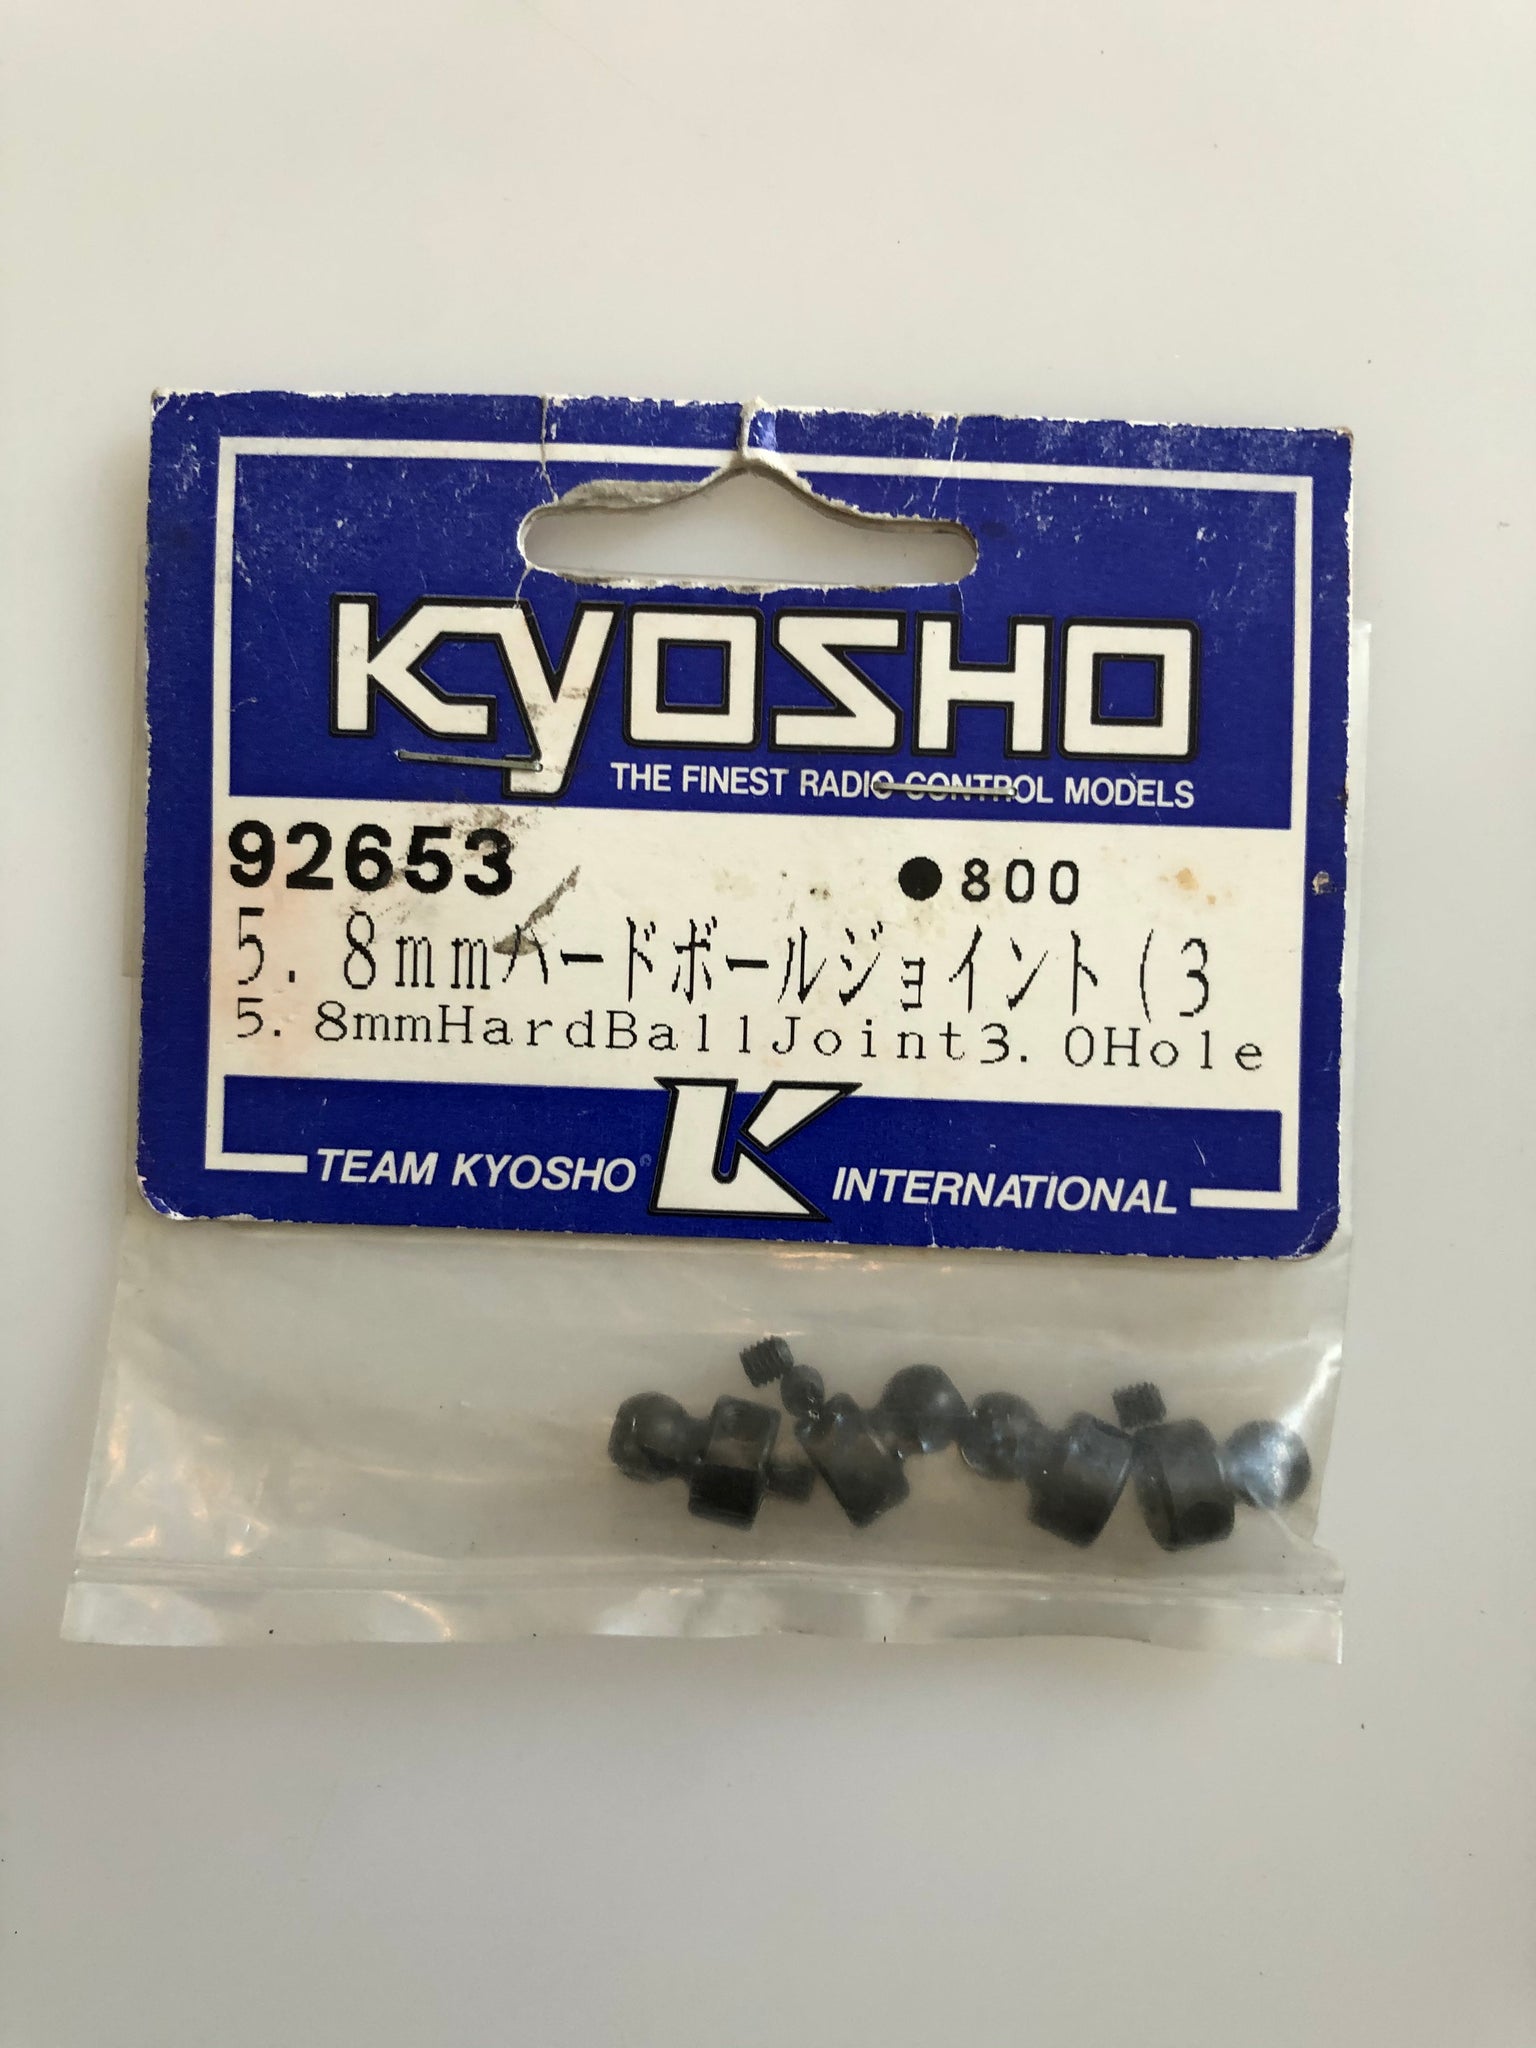 KYOSHO
THE FINEST RADIO CONTROL MODELS
92653 ●800
5.8mmハードボールジョイント(3
5.8mmHardBallJoint3.0Hole
TEAM KYOSHO K INTERNATIONAL